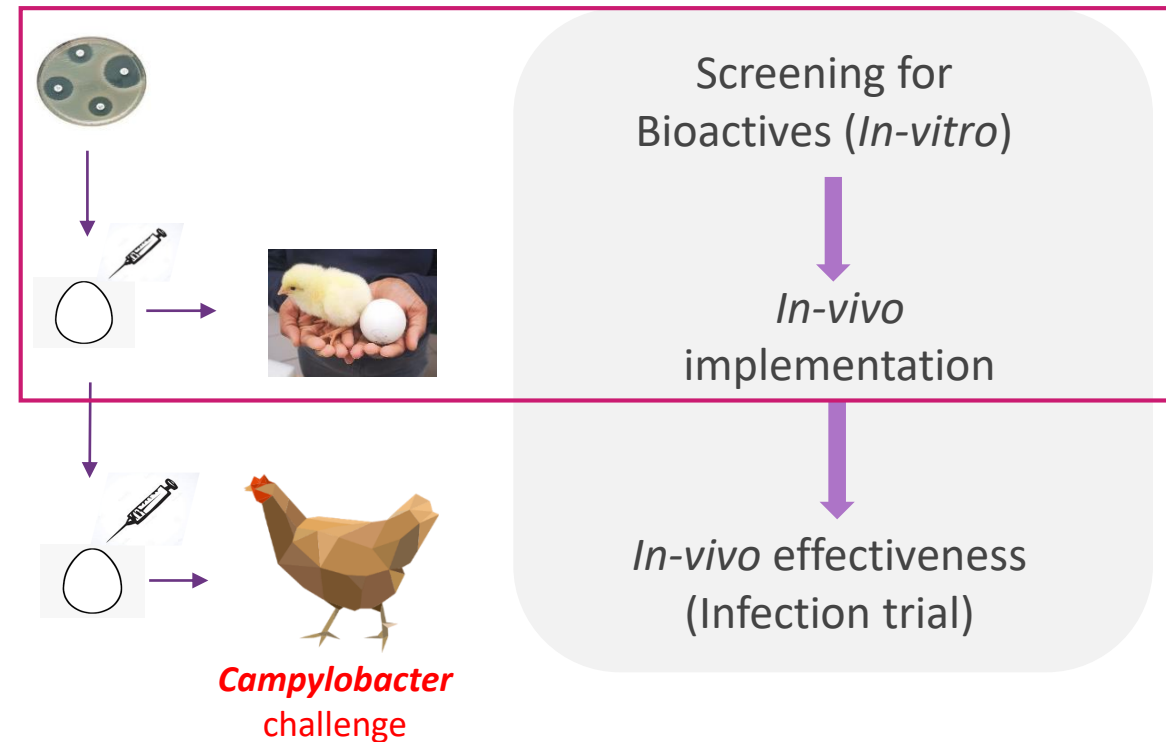 Screening for
Bioactives (In-vitro)
In-vivo
implementation
In-vivo effectiveness
(Infection trial)
Campylobacter
challenge